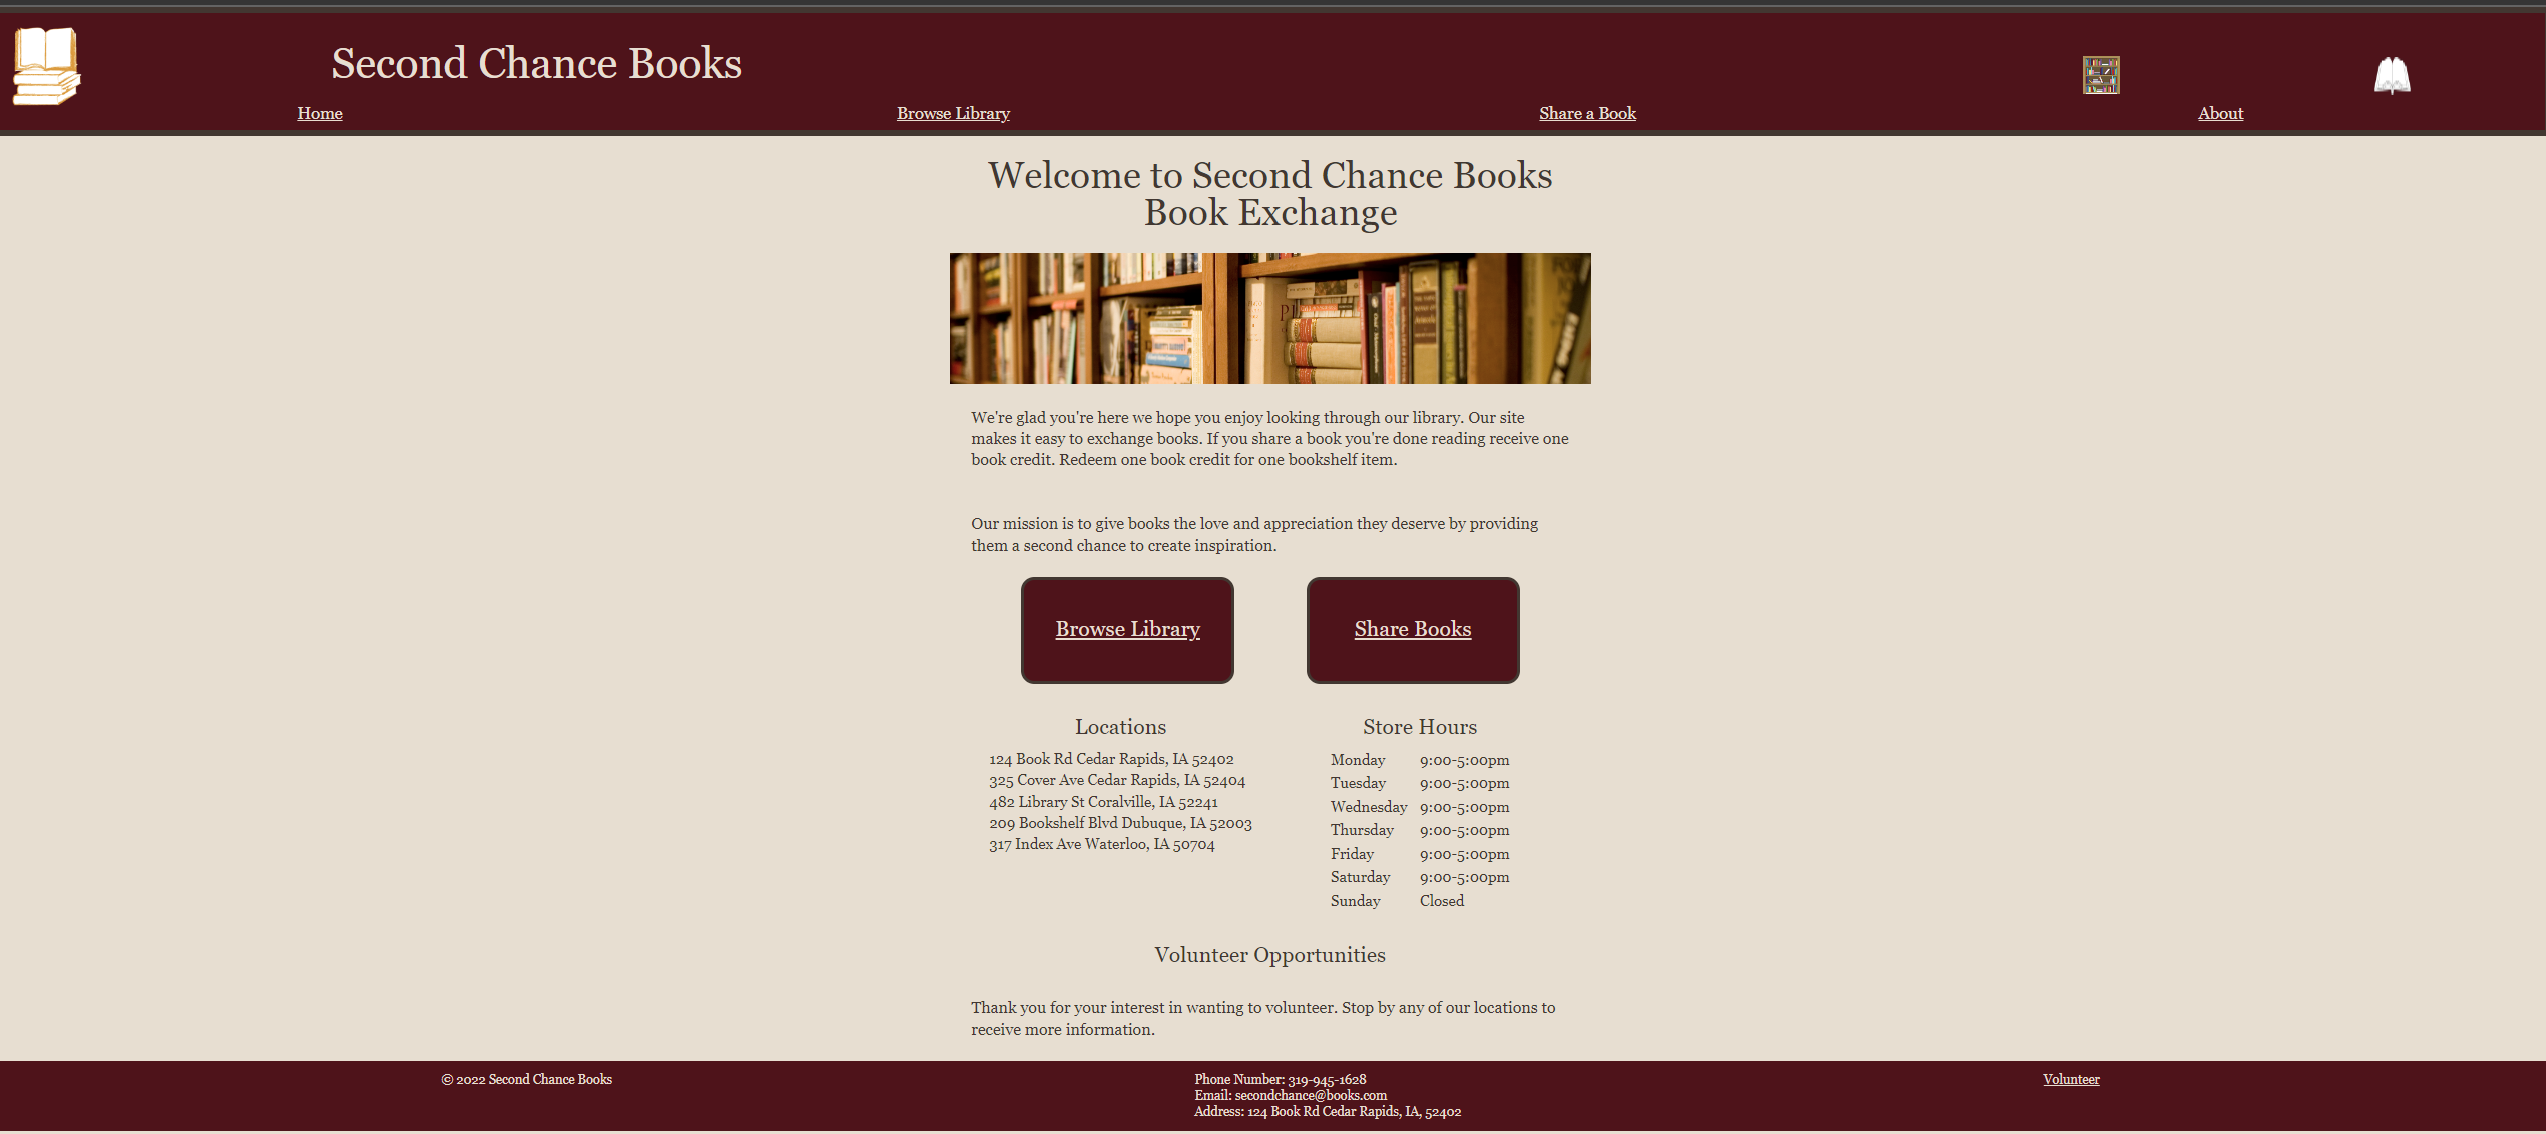 Second Chance Books
Home
Browse Library
Share a Book
About
Welcome to Second Chance Books
Book Exchange
We're glad you're here we hope you enjoy looking through our library. Our site
makes it easy to exchange books. If you share a book you're done reading receive one
book credit. Redeem one book credit for one bookshelf item.
Our mission is to give books the love and appreciation they deserve by providing
them a second chance to create inspiration.
Browse Library
Share Books
Locations
124 Book Rd Cedar Rapids, IA 52402
325 Cover Ave Cedar Rapids, IA 52404
482 Library St Coralville, IA 52241
209 Bookshelf Blvd Dubuque, IA 52003
317 Index Ave Waterloo, IA 50704
Store Hours
Monday 9:00-5:00pm
Tuesday 9:00-5:00pm
Wednesday 9:00-5:00pm
Thursday 9:00-5:00pm
Friday 9:00-5:00pm
Saturday 9:00-5:00pm
Sunday Closed
Volunteer Opportunities
Thank you for your interest in wanting to volunteer. Stop by any of our locations to
receive more information.
© 2022 Second Chance Books
Phone Number: 319-945-1628
Email: secondchance@books.com
Address: 124 Book Rd Cedar Rapids, IA, 52402
Volunteer